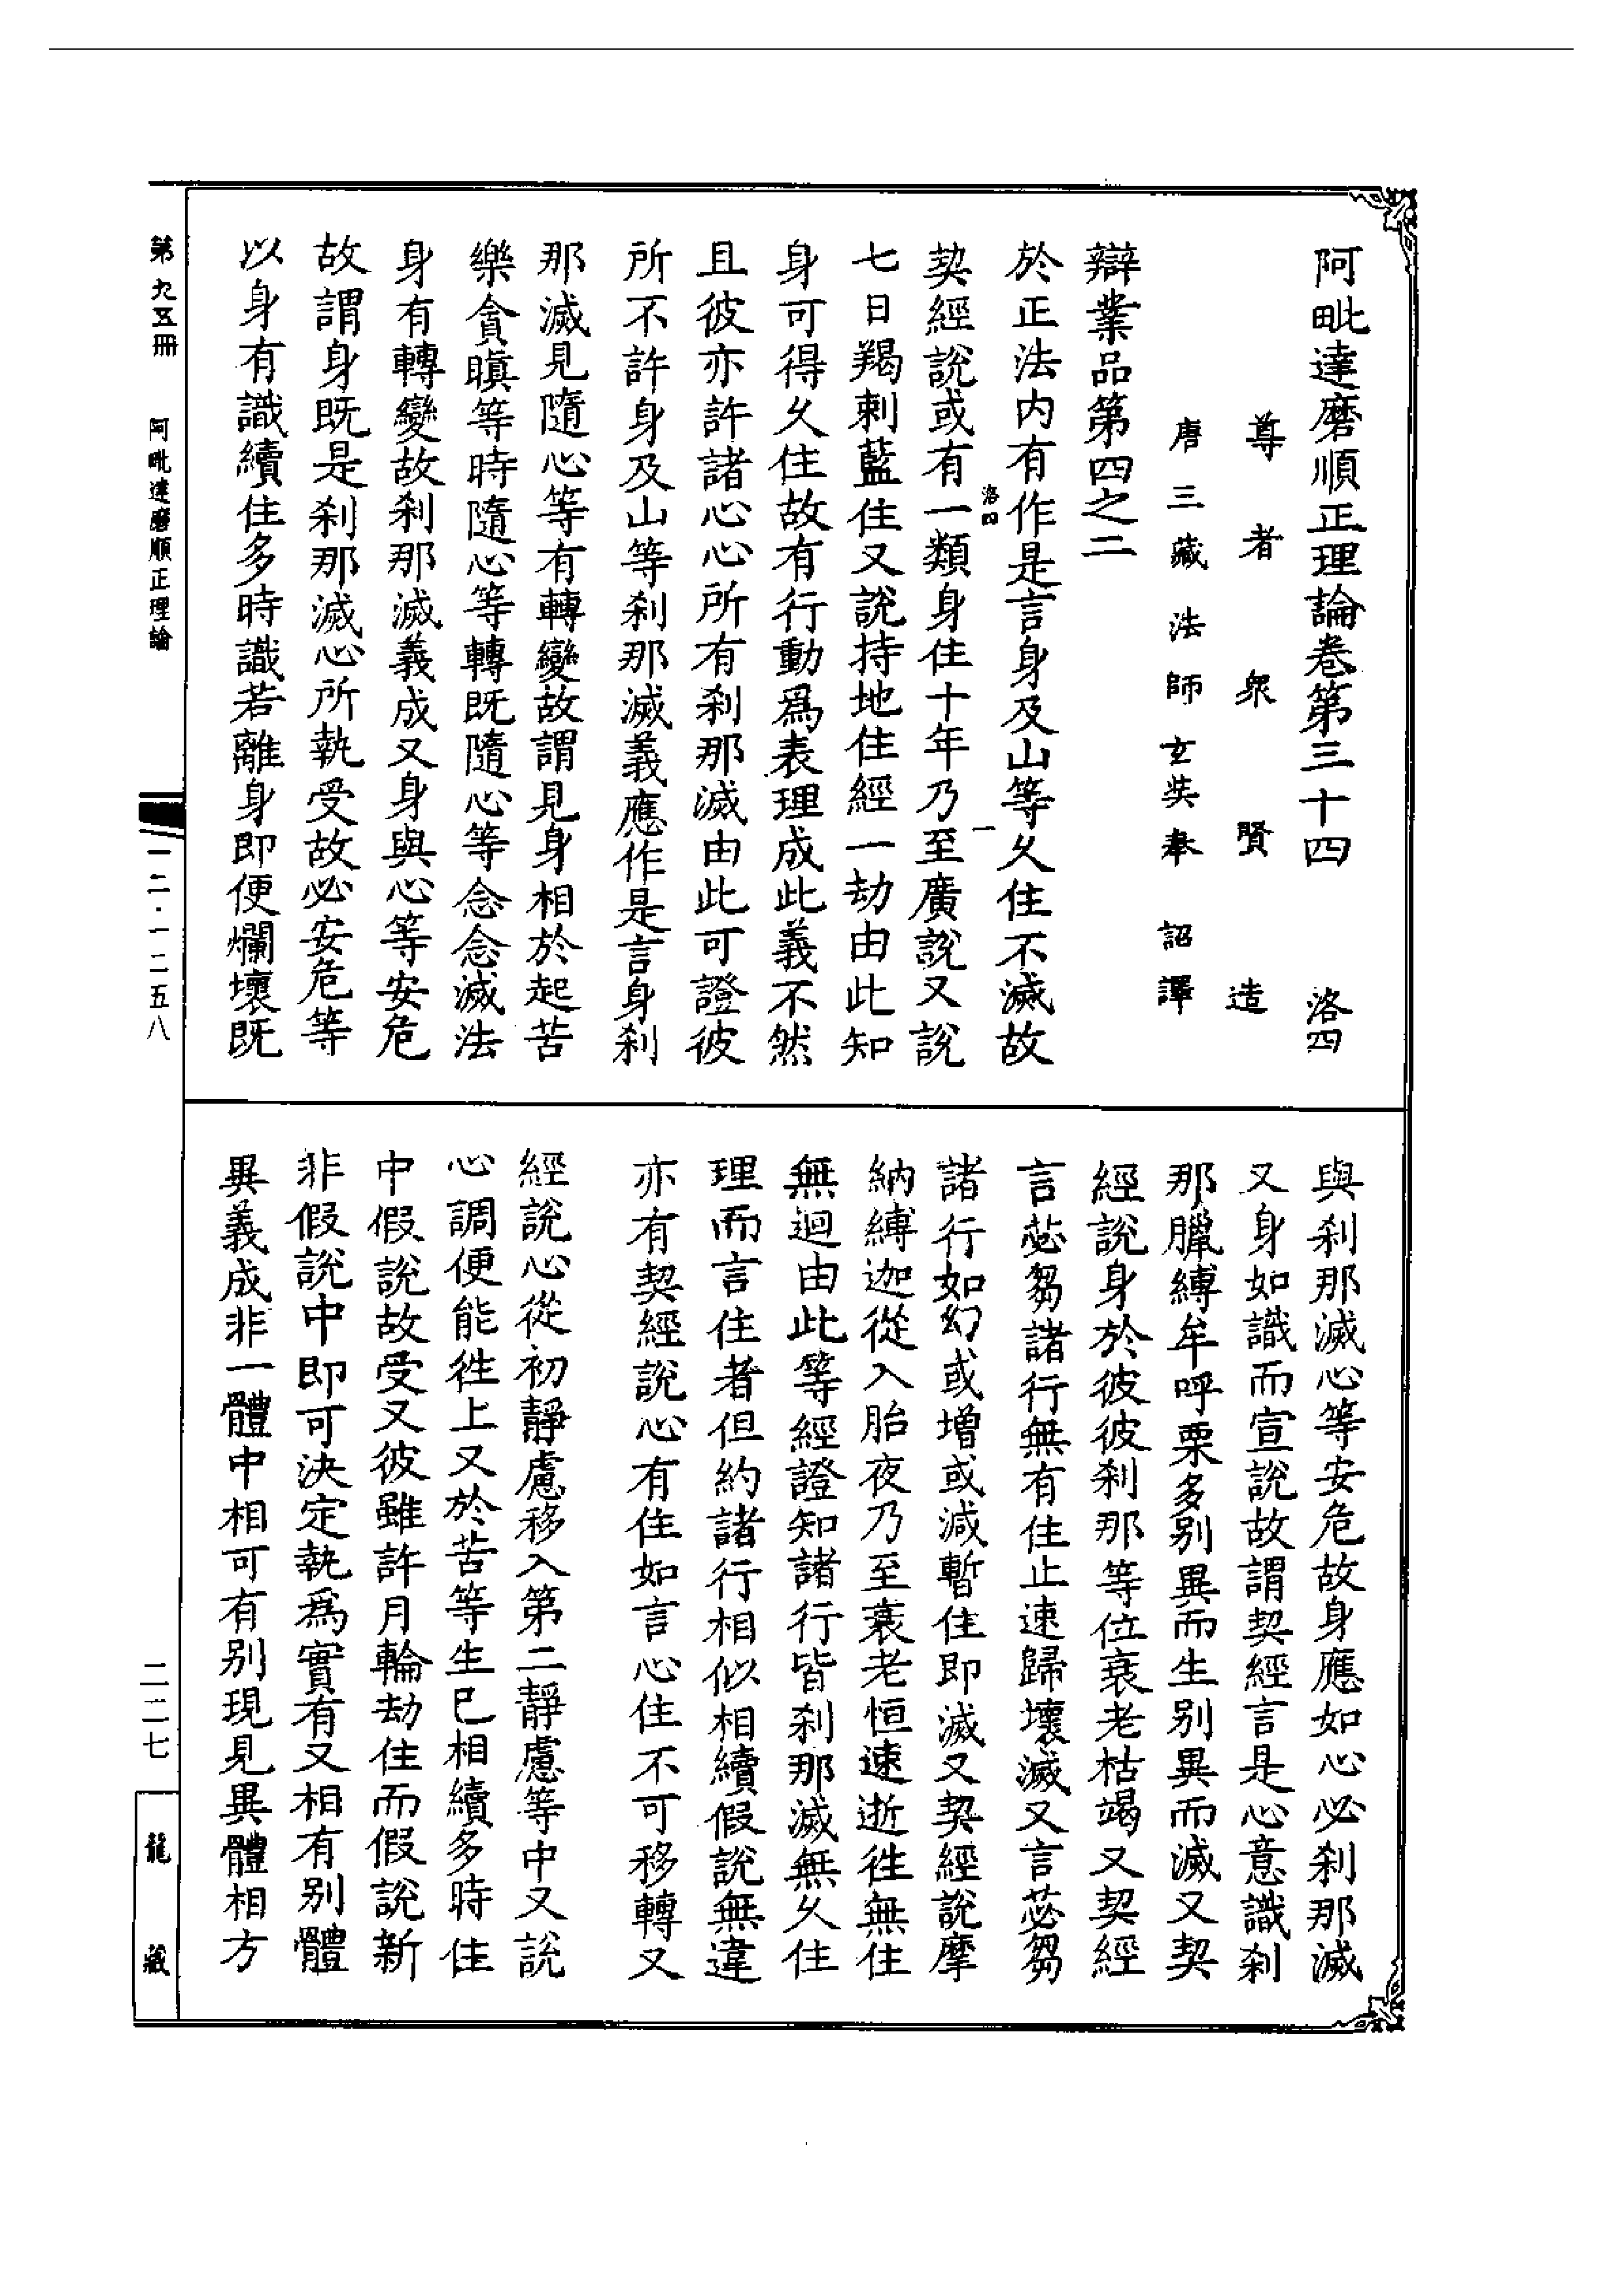 阿毗達磨順正理論卷第三十四　洛四
尊者衆賢造
唐三藏法師玄奘奉　詔譯
辯業品第四之二
於正法内有作是言身及山等久住不滅故
洛四　一
契經說或有一類身住十年乃至廣說又說
七日羯剌藍住又說持地住經一劫由此知
身可得久住故有行動爲表理成此義不然
且彼亦許諸心心所有刹那滅由此可證彼
所不許身及山等刹那滅義應作是言身刹
那滅見隨心等有轉變故謂見身相於起苦
樂貪瞋等時隨心等轉既隨心等念念滅法
身有轉變故刹那滅義成又身與心等安危
故謂身既是刹那滅心所執受故必安危等
以身有識續住多時識若離身即便爛壞既
與刹那滅心等安危故身應如心必刹那滅
又身如識而宣說故謂契經言是心意識刹
那臘縛牟呼栗多别異而生别異而滅又契
經說身於彼彼刹那等位衰老枯竭又契經
言苾芻諸行無有住止速歸壞滅又言苾芻
諸行如幻或增或減暫住即滅又契經說摩
納縛迦從入胎夜乃至衰老恒速逝徃無住
無迴由此等經證知諸行皆刹那滅無久住
理而言住者但約諸行相似相續假說無違
亦有契經說心有住如言心住不可移轉又
經說心從初靜慮移入第二靜慮等中又說
心調便能徃上又於苦等生已相續多時住
中假說故受又彼雖許月輪劫住而假說新
非假說中即可決定執爲實有又相有别體
異義成非一體中相可有别現見異體相方
第九五冊　阿毗達磨順正理論　一二·一二五八
二二七
龍藏